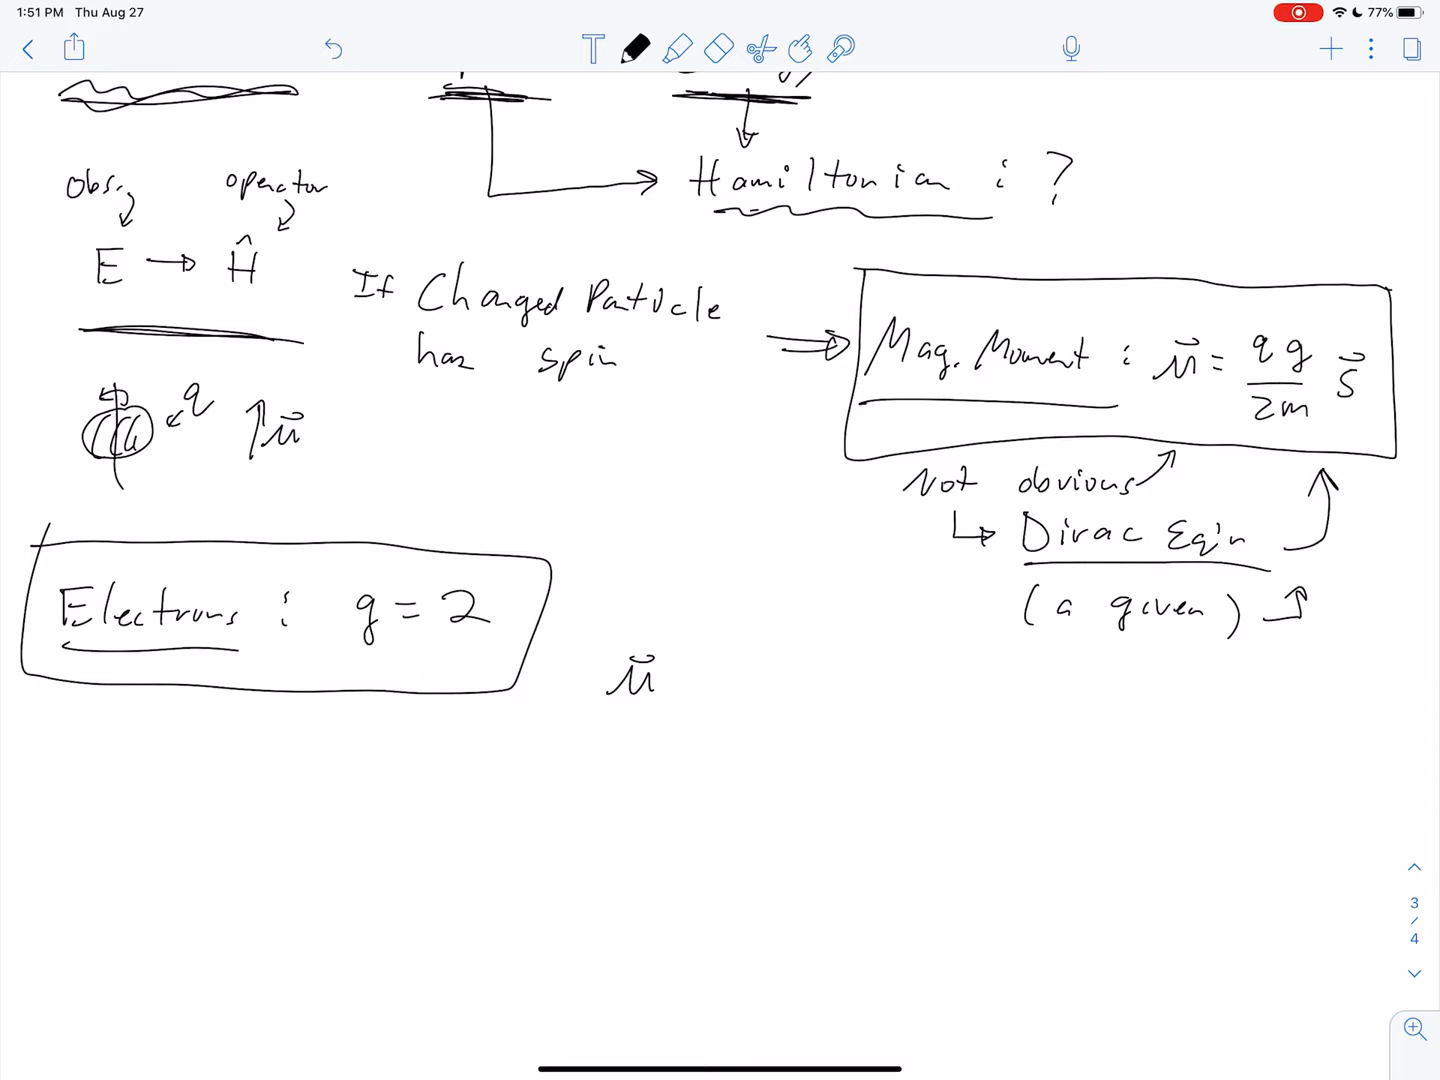 1:51 PM Thu Aug 27
77%
Hamiltonian : ?
Obs. operator
E → Ĥ
If Charged Particle
has spin
⇒ Mag. Moment : μ⃗ = qg/2m S⃗
q ↑ μ⃗
Not obvious
↳ Dirac Eq'n
(a given)
Electrons : g = 2
μ⃗
3
/
4